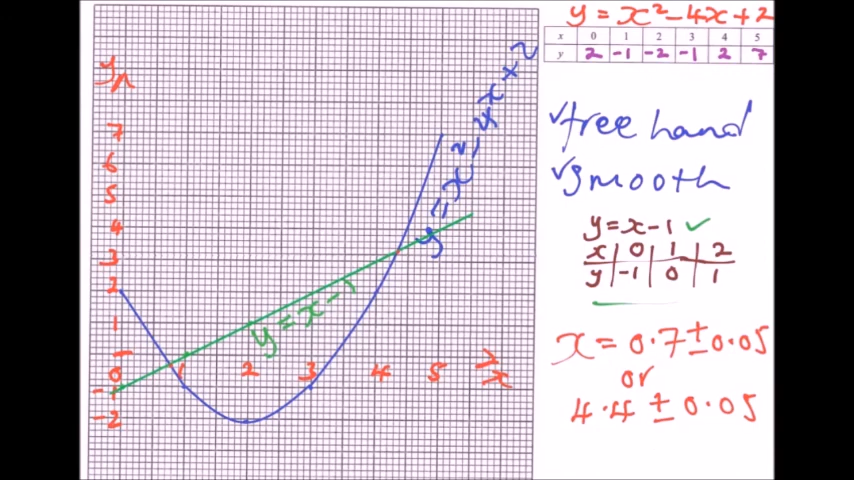 y = x² - 4x + 2
x 0 1 2 3 4 5
y 2 -1 -2 -1 2 7
y
7
6
5
4
3
2
1
0
-1
-2
1 2 3 4 5 x
y = x² - 4x + 2
y = x - 1
√free hand
√smooth
y = x - 1 ✓
x | 0 | 1 | 2
y | -1 | 0 | 1
x = 0.7 ± 0.05
or
4.4 ± 0.05